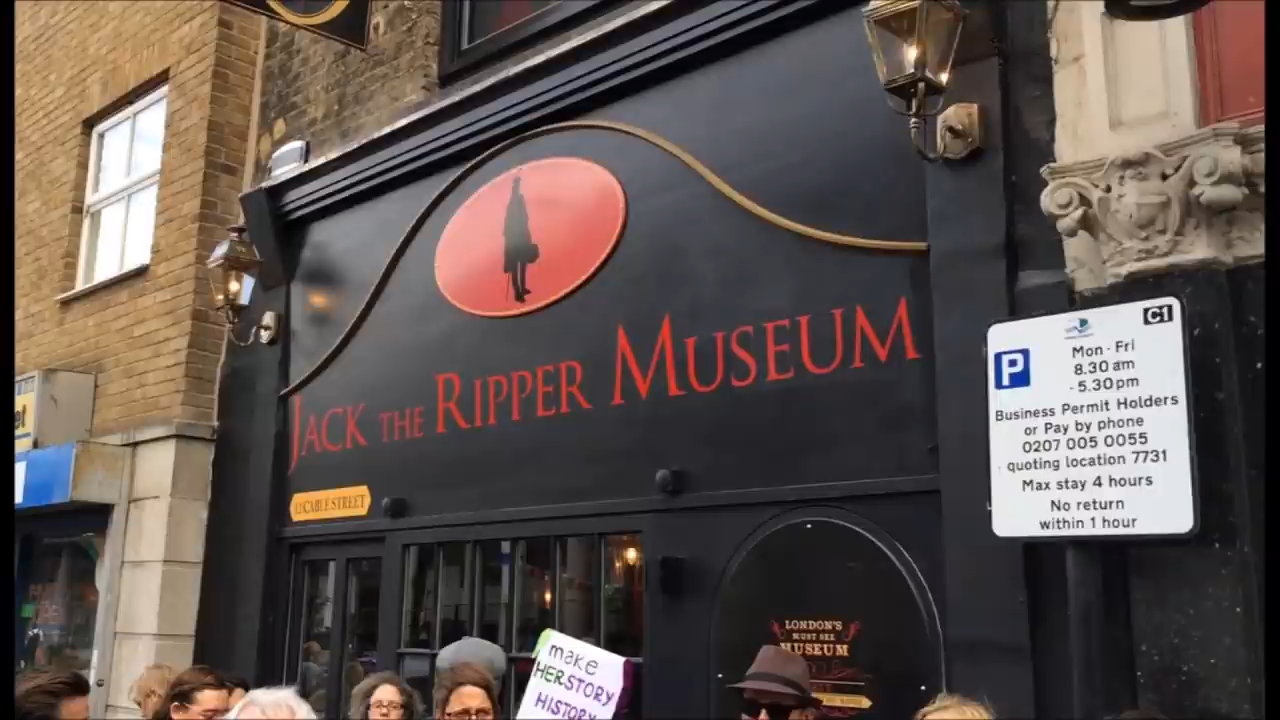 JACK THE RIPPER MUSEUM
12 CABLE STREET
C1
P
Mon - Fri
8.30 am
- 5.30 pm
Business Permit Holders
or Pay by phone
0207 005 0055
quoting location 7731
Max stay 4 hours
No return
within 1 hour
LONDON'S
MUST SEE
MUSEUM
make
HERSTORY
HISTORY